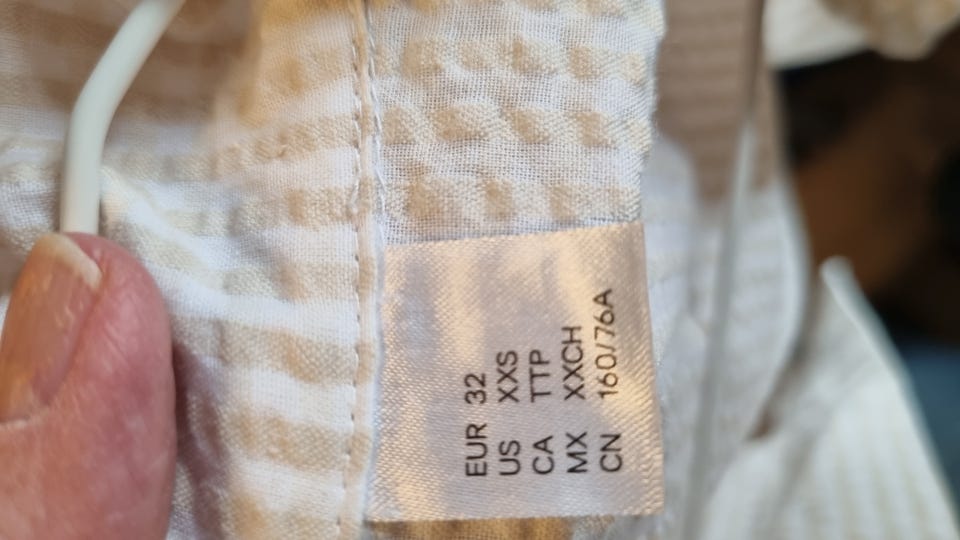 EUR 32
US XXS
CA TTP
MX XXCH
CN 160/76A